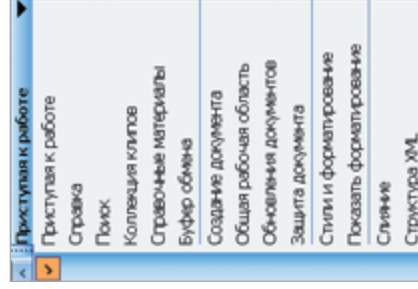 Приступая к работе
Приступая к работе
Справка
Поиск
Коллекция клипов
Справочные материалы
Буфер обмена
Создание документа
Общая рабочая область
Обновления документов
Защита документа
Стили и форматирование
Показать форматирование
Слияние
Структура XML